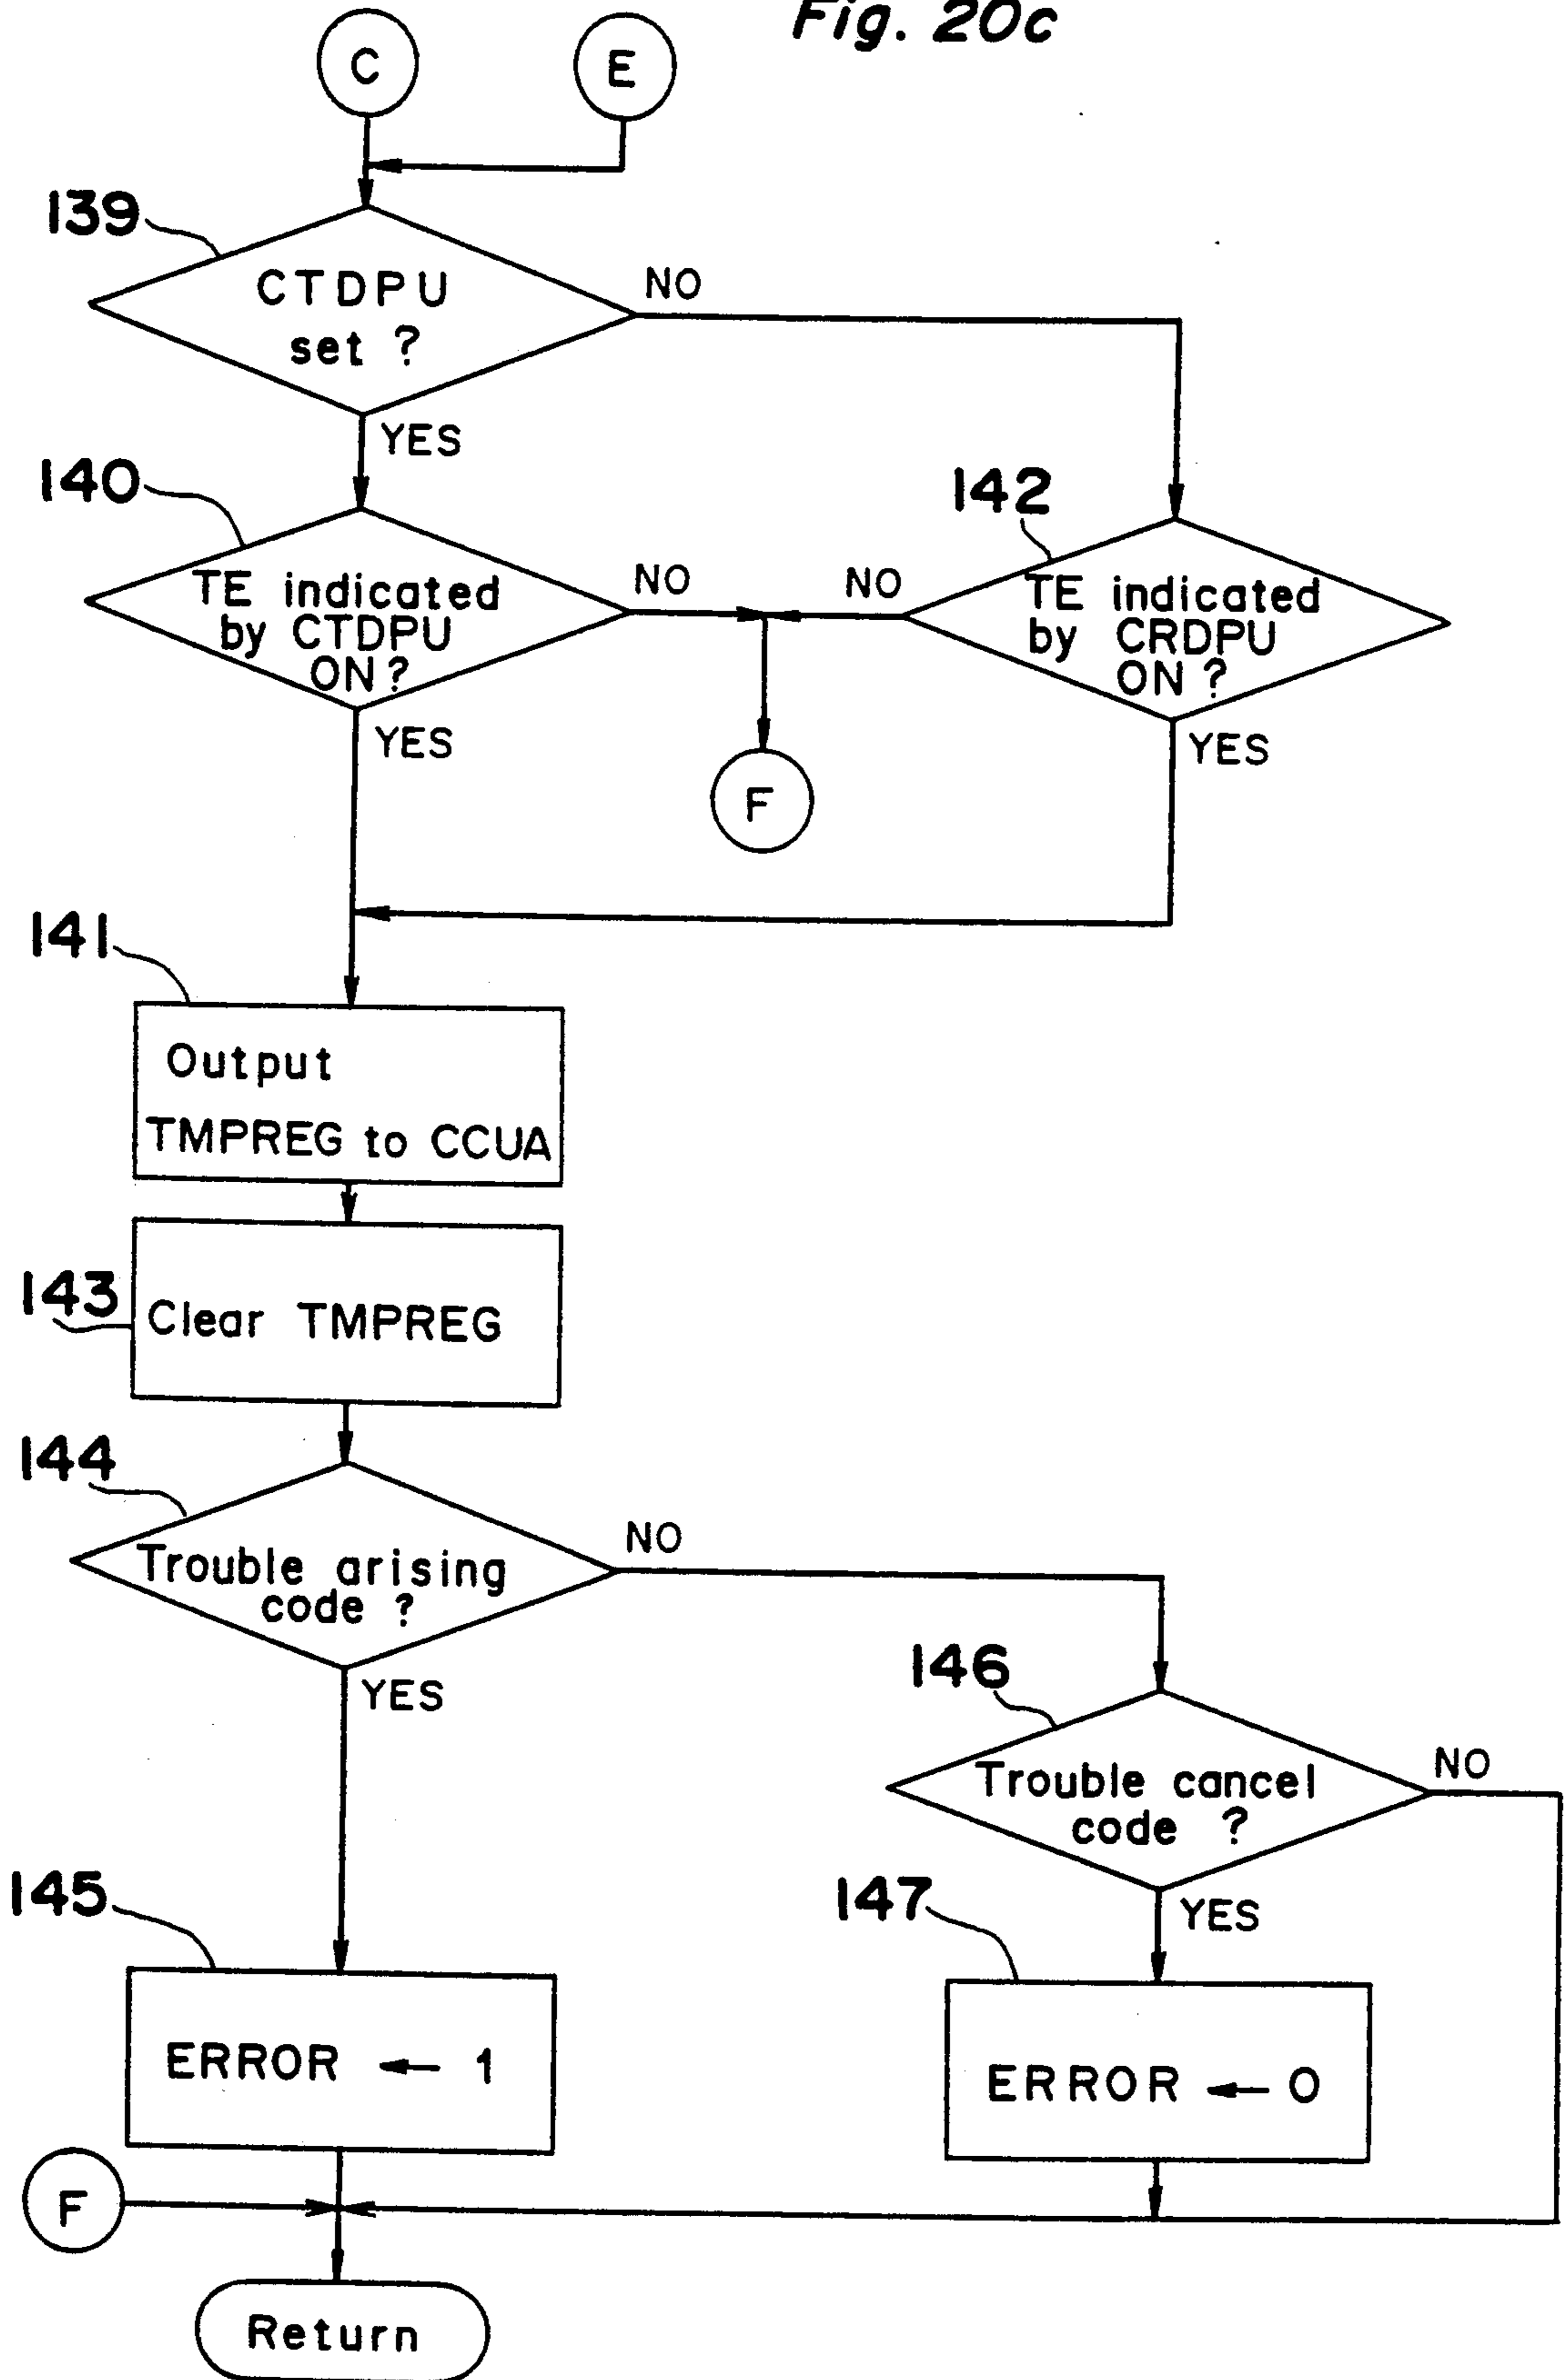 Fig. 20c
C
E
139
CTDPU
set ?
NO
YES
140
TE indicated
by CTDPU
ON?
NO
YES
142
TE indicated
by CRDPU
ON ?
NO
YES
F
141
Output
TMPREG to CCUA
143
Clear TMPREG
144
Trouble arising
code ?
NO
YES
146
Trouble cancel
code ?
NO
YES
145
ERROR ← 1
147
ERROR ← 0
F
Return